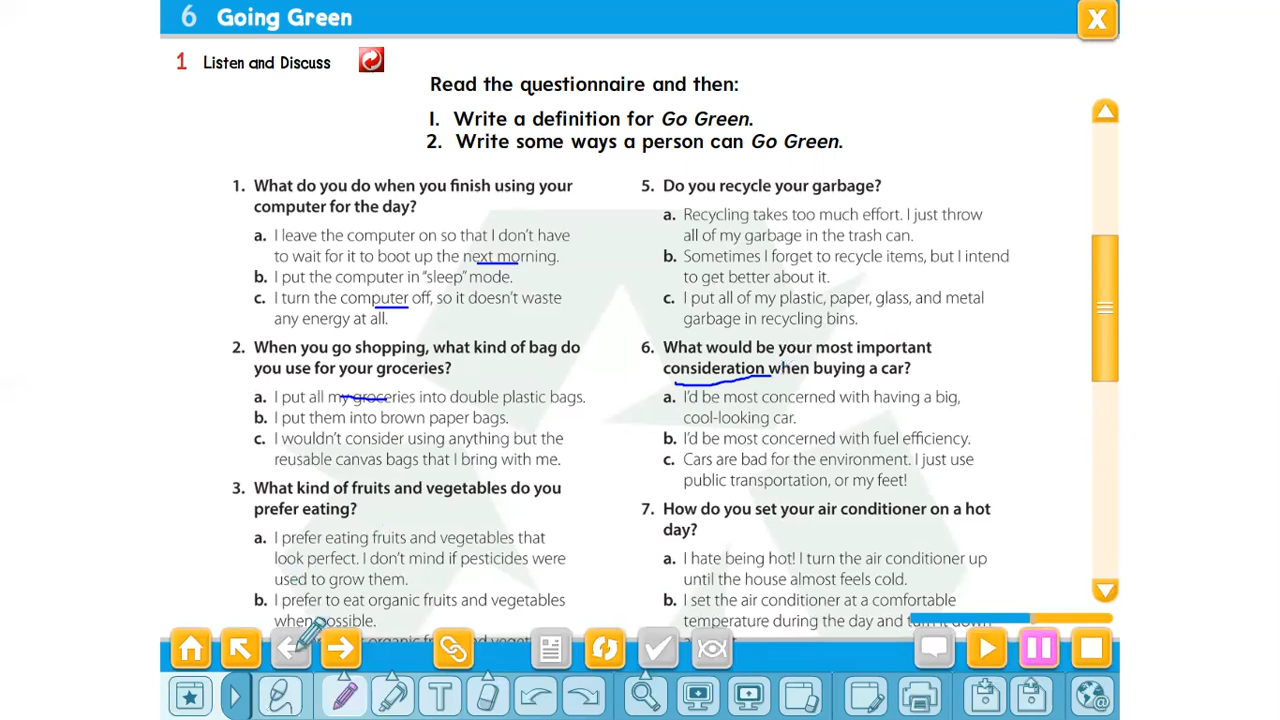 6 Going Green
X
1 Listen and Discuss
Read the questionnaire and then:
1. Write a definition for Go Green.
2. Write some ways a person can Go Green.
1. What do you do when you finish using your
computer for the day?
a. I leave the computer on so that I don't have
to wait for it to boot up the next morning.
b. I put the computer in "sleep" mode.
c. I turn the computer off, so it doesn't waste
any energy at all.
2. When you go shopping, what kind of bag do
you use for your groceries?
a. I put all my groceries into double plastic bags.
b. I put them into brown paper bags.
c. I wouldn't consider using anything but the
reusable canvas bags that I bring with me.
3. What kind of fruits and vegetables do you
prefer eating?
a. I prefer eating fruits and vegetables that
look perfect. I don't mind if pesticides were
used to grow them.
b. I prefer to eat organic fruits and vegetables
when possible.
5. Do you recycle your garbage?
a. Recycling takes too much effort. I just throw
all of my garbage in the trash can.
b. Sometimes I forget to recycle items, but I intend
to get better about it.
c. I put all of my plastic, paper, glass, and metal
garbage in recycling bins.
6. What would be your most important
consideration when buying a car?
a. I'd be most concerned with having a big,
cool-looking car.
b. I'd be most concerned with fuel efficiency.
c. Cars are bad for the environment. I just use
public transportation, or my feet!
7. How do you set your air conditioner on a hot
day?
a. I hate being hot! I turn the air conditioner up
until the house almost feels cold.
b. I set the air conditioner at a comfortable
temperature during the day and turn it down
T